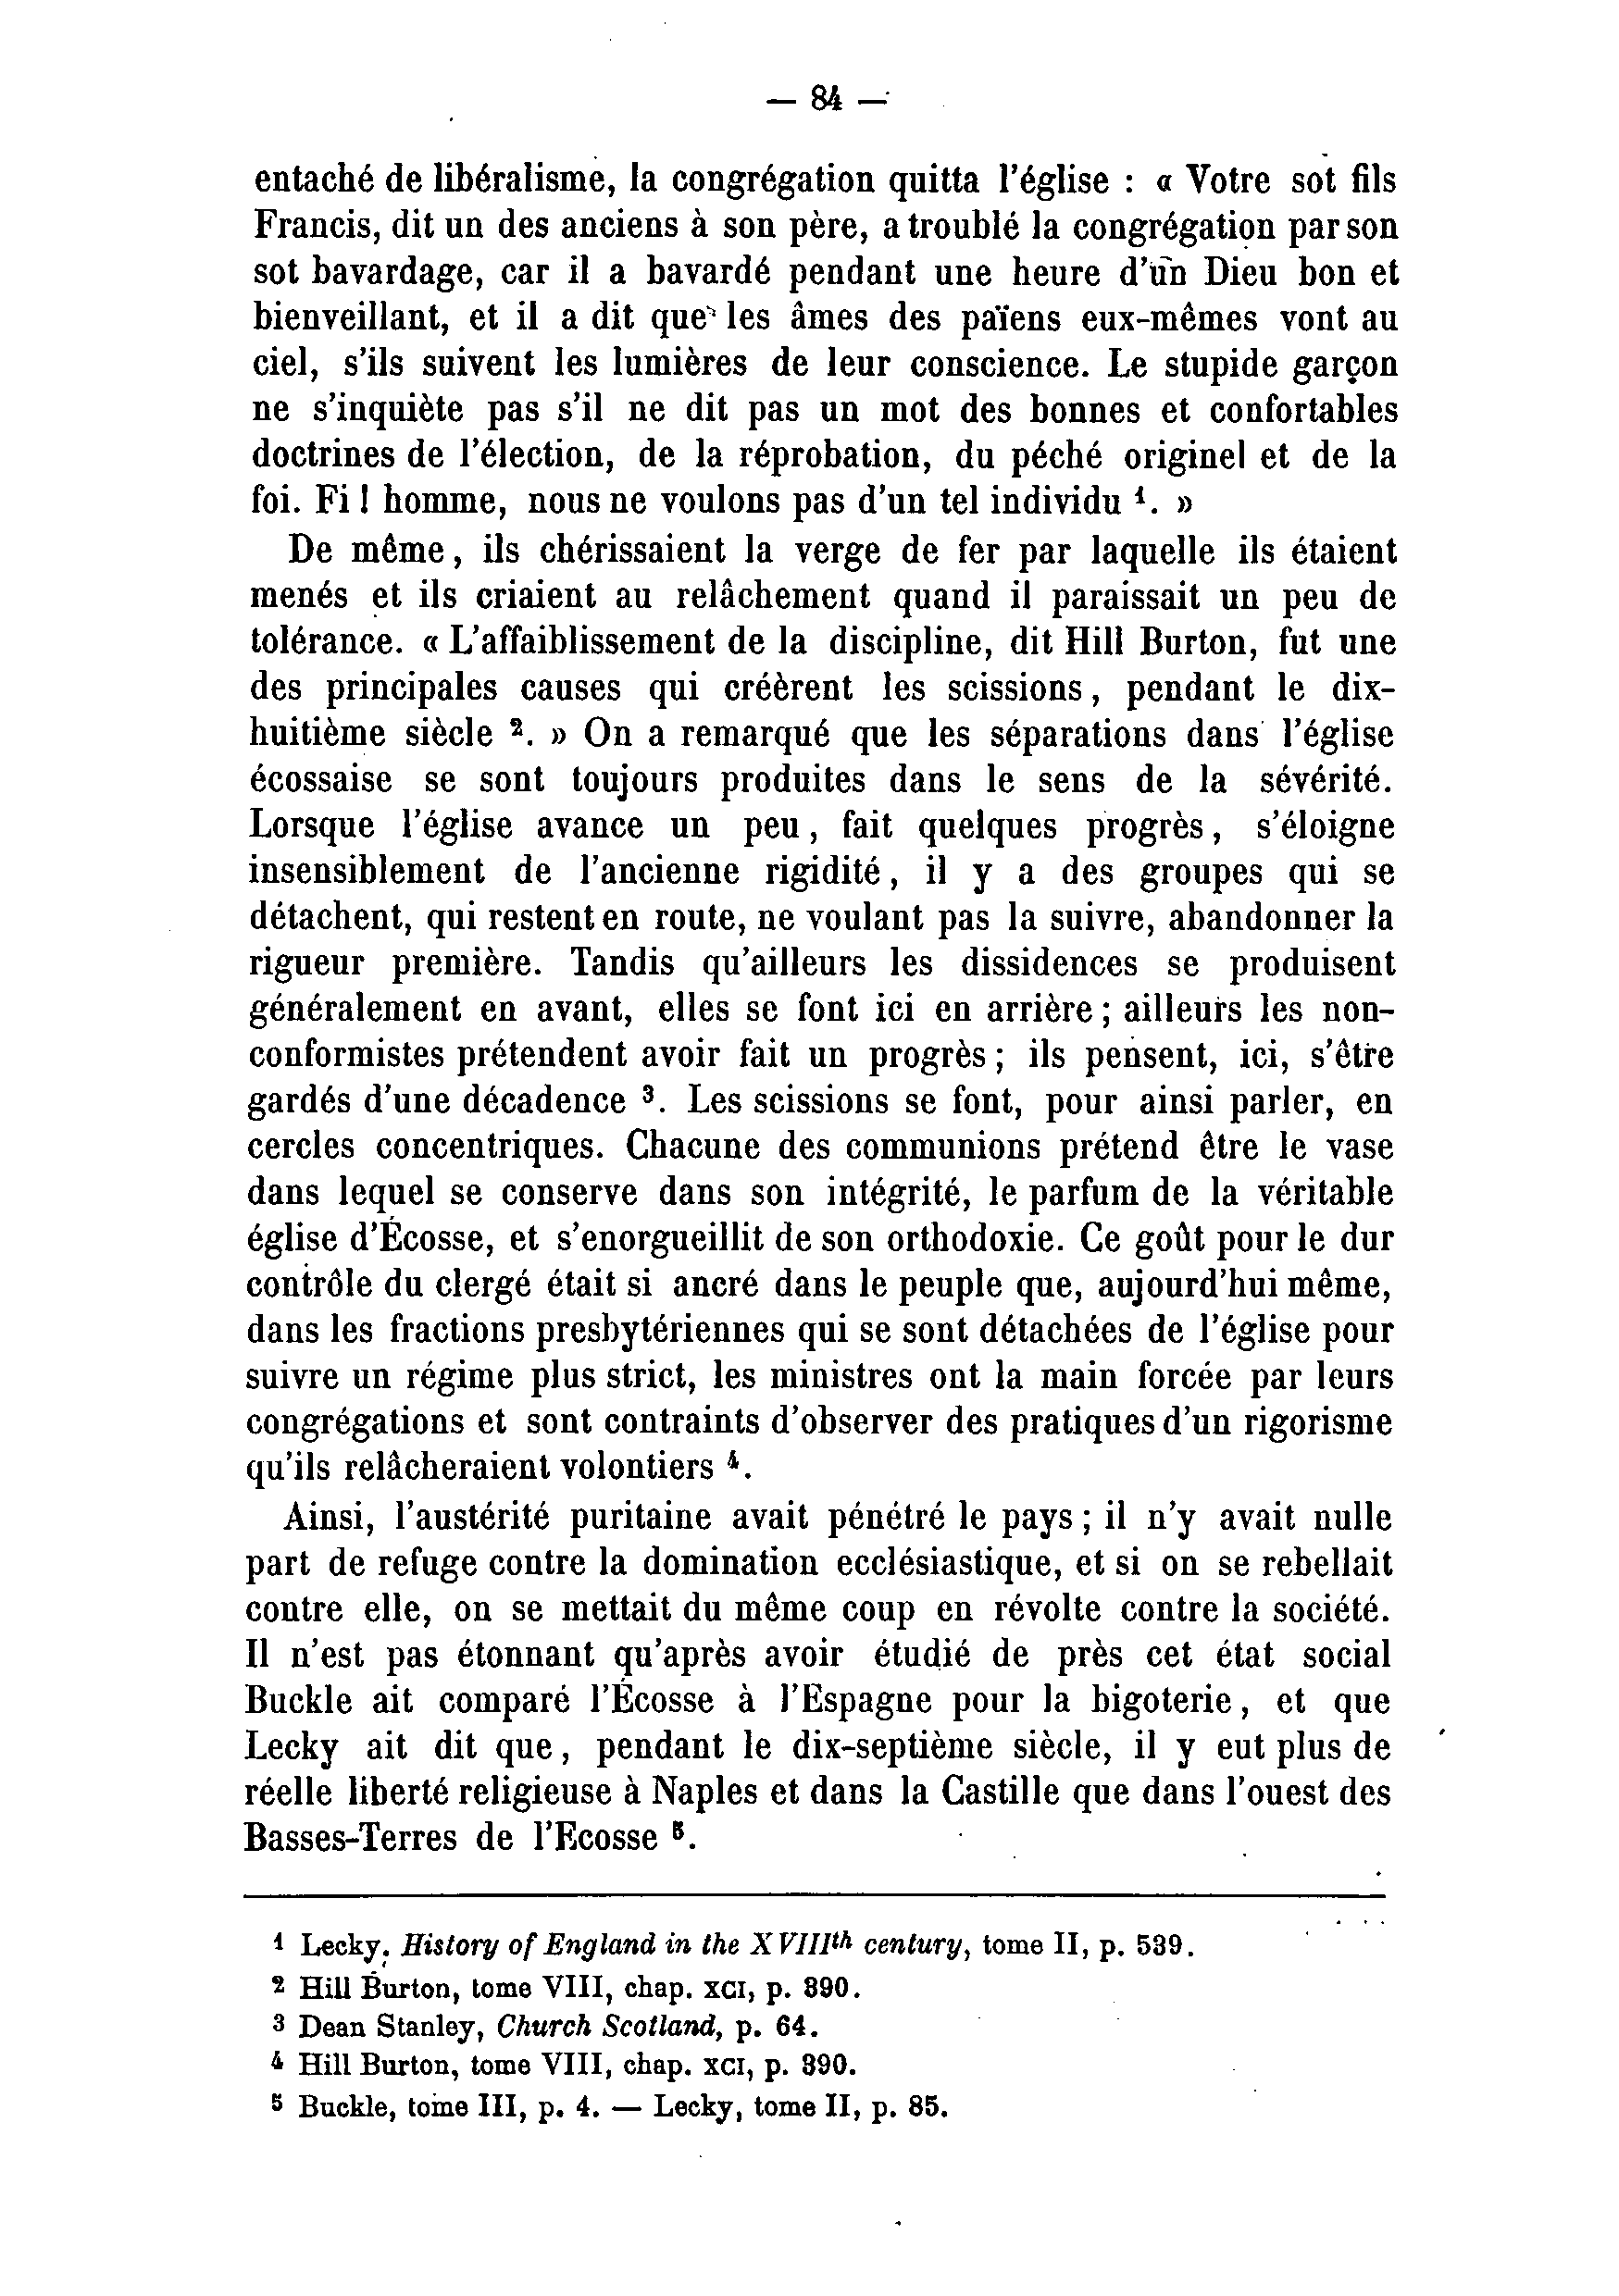 — 84 —
entaché de libéralisme, la congrégation quitta l'église : « Votre sot fils
Francis, dit un des anciens à son père, a troublé la congrégation par son
sot bavardage, car il a bavardé pendant une heure d'un Dieu bon et
bienveillant, et il a dit que les âmes des païens eux-mêmes vont au
ciel, s'ils suivent les lumières de leur conscience. Le stupide garçon
ne s'inquiète pas s'il ne dit pas un mot des bonnes et confortables
doctrines de l'élection, de la réprobation, du péché originel et de la
foi. Fi ! homme, nous ne voulons pas d'un tel individu ¹. »
De même, ils chérissaient la verge de fer par laquelle ils étaient
menés et ils criaient au relâchement quand il paraissait un peu de
tolérance. « L'affaiblissement de la discipline, dit Hill Burton, fut une
des principales causes qui créèrent les scissions, pendant le dix-
huitième siècle ². » On a remarqué que les séparations dans l'église
écossaise se sont toujours produites dans le sens de la sévérité.
Lorsque l'église avance un peu, fait quelques progrès, s'éloigne
insensiblement de l'ancienne rigidité, il y a des groupes qui se
détachent, qui restent en route, ne voulant pas la suivre, abandonner la
rigueur première. Tandis qu'ailleurs les dissidences se produisent
généralement en avant, elles se font ici en arrière ; ailleurs les non-
conformistes prétendent avoir fait un progrès ; ils pensent, ici, s'être
gardés d'une décadence ³. Les scissions se font, pour ainsi parler, en
cercles concentriques. Chacune des communions prétend être le vase
dans lequel se conserve dans son intégrité, le parfum de la véritable
église d'Écosse, et s'enorgueillit de son orthodoxie. Ce goût pour le dur
contrôle du clergé était si ancré dans le peuple que, aujourd'hui même,
dans les fractions presbytériennes qui se sont détachées de l'église pour
suivre un régime plus strict, les ministres ont la main forcée par leurs
congrégations et sont contraints d'observer des pratiques d'un rigorisme
qu'ils relâcheraient volontiers ⁴.
Ainsi, l'austérité puritaine avait pénétré le pays ; il n'y avait nulle
part de refuge contre la domination ecclésiastique, et si on se rebellait
contre elle, on se mettait du même coup en révolte contre la société.
Il n'est pas étonnant qu'après avoir étudié de près cet état social
Buckle ait comparé l'Écosse à l'Espagne pour la bigoterie, et que
Lecky ait dit que, pendant le dix-septième siècle, il y eut plus de
réelle liberté religieuse à Naples et dans la Castille que dans l'ouest des
Basses-Terres de l'Ecosse ⁵.
¹ Lecky. History of England in the XVIIIth century, tome II, p. 539.
² Hill Burton, tome VIII, chap. XCI, p. 390.
³ Dean Stanley, Church Scotland, p. 64.
⁴ Hill Burton, tome VIII, chap. XCI, p. 390.
⁵ Buckle, tome III, p. 4. — Lecky, tome II, p. 85.